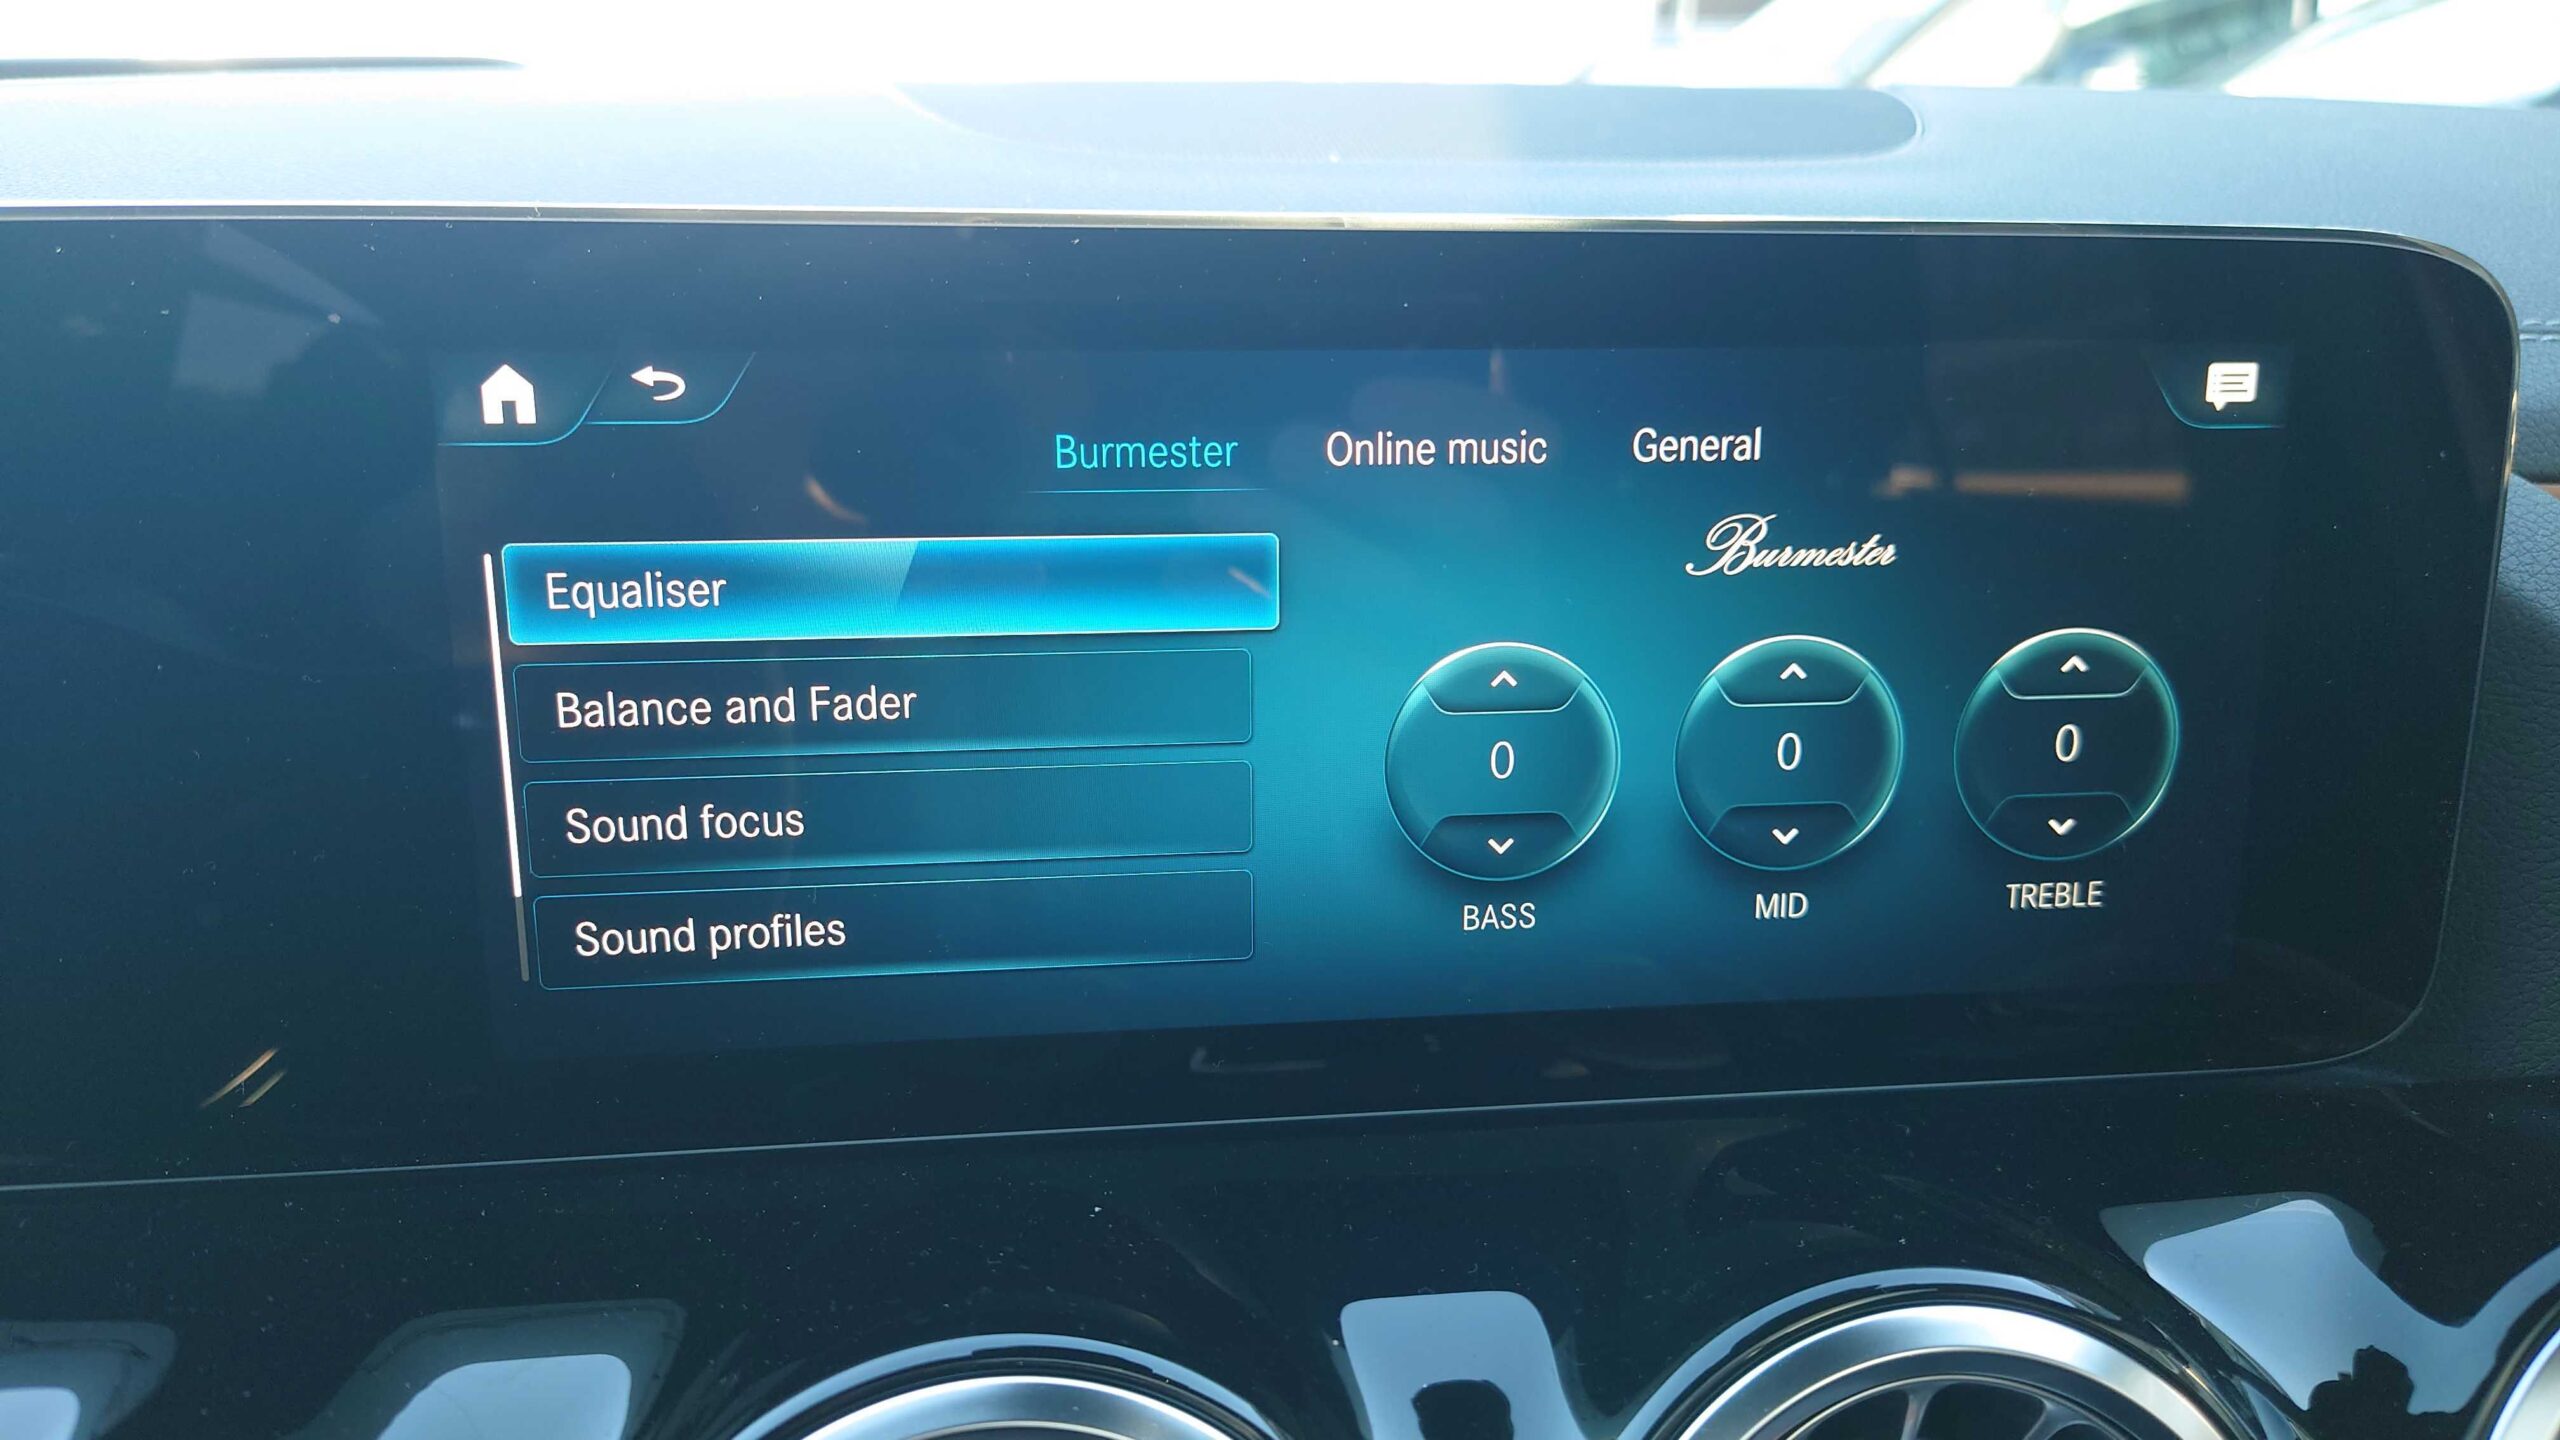 Burmester Online music General
Burmester
Equaliser
Balance and Fader
Sound focus
Sound profiles
0 0 0
BASS MID TREBLE